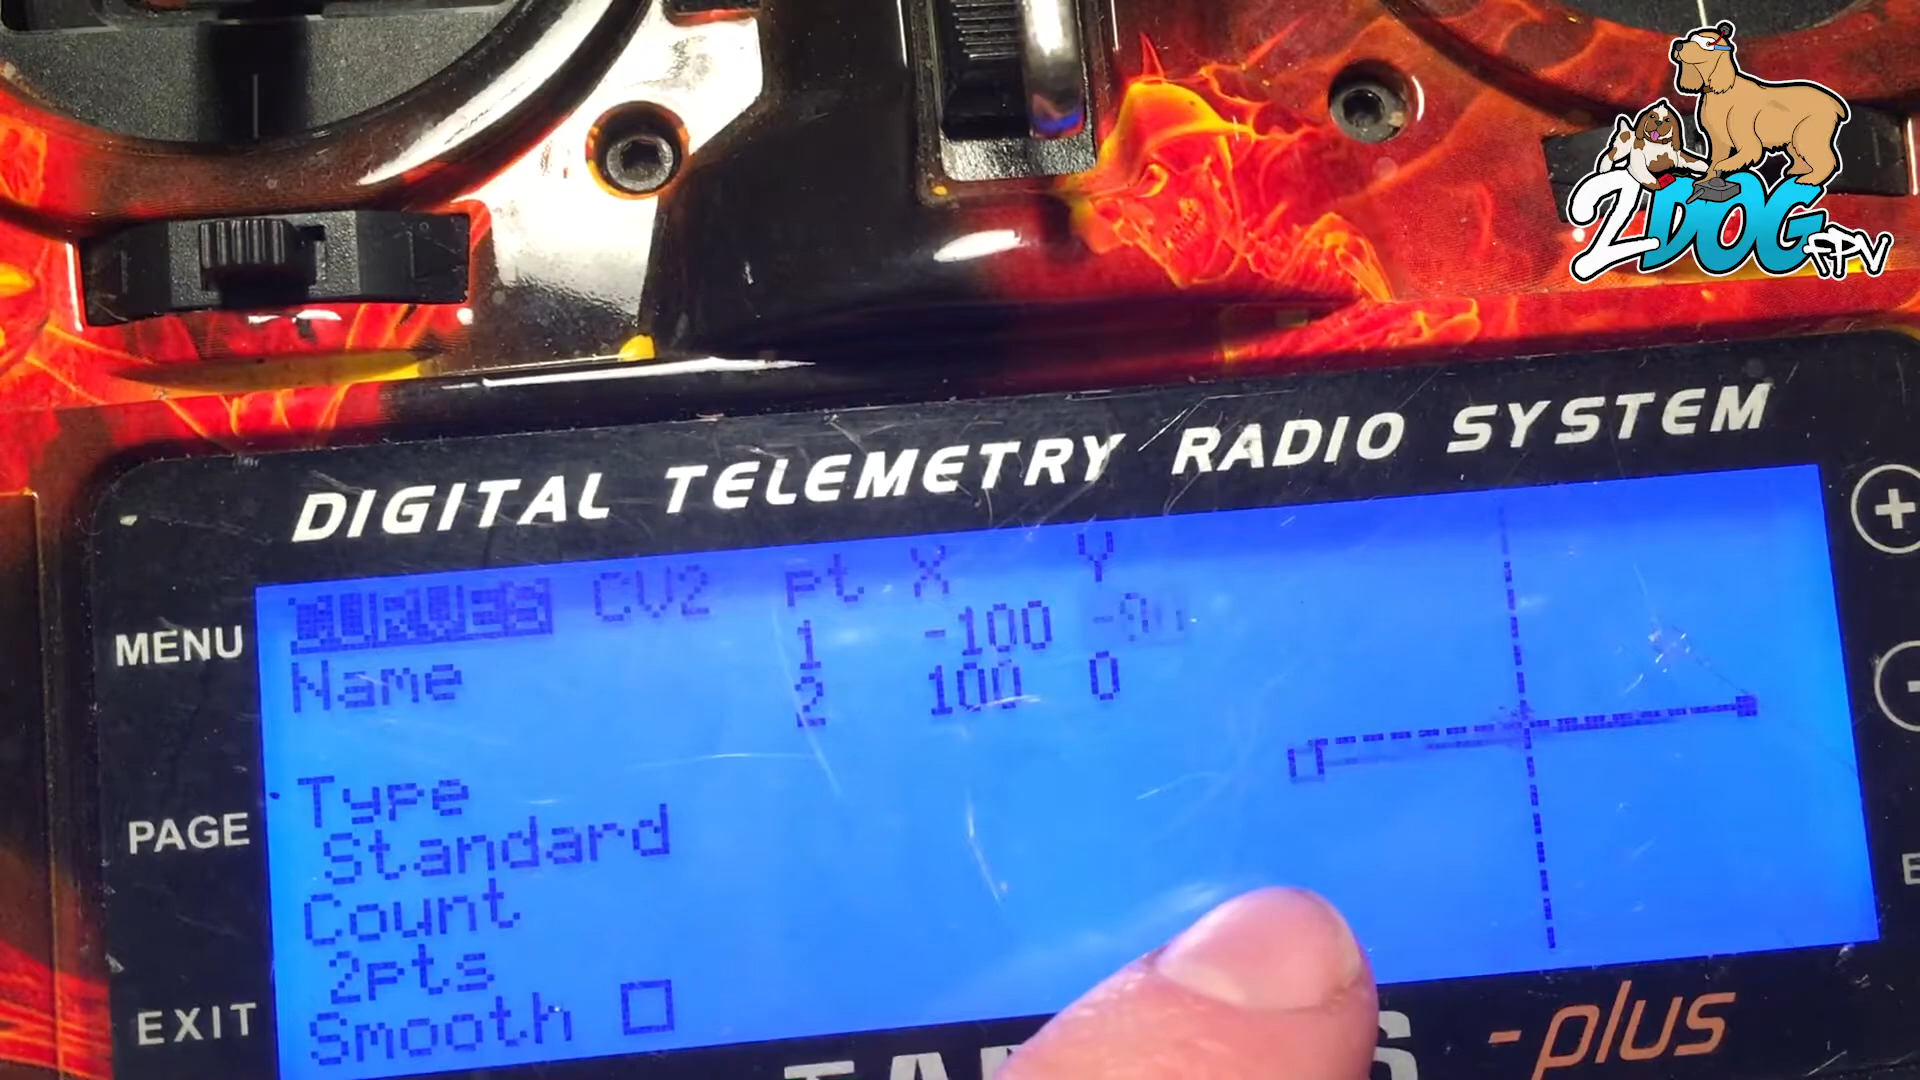 2DOG FPV
DIGITAL TELEMETRY RADIO SYSTEM
MENU
PAGE
EXIT
CURVES CV2 pt X Y
1 -100
Name 2 100 0
Type
Standard
Count
2pts
Smooth
-plus